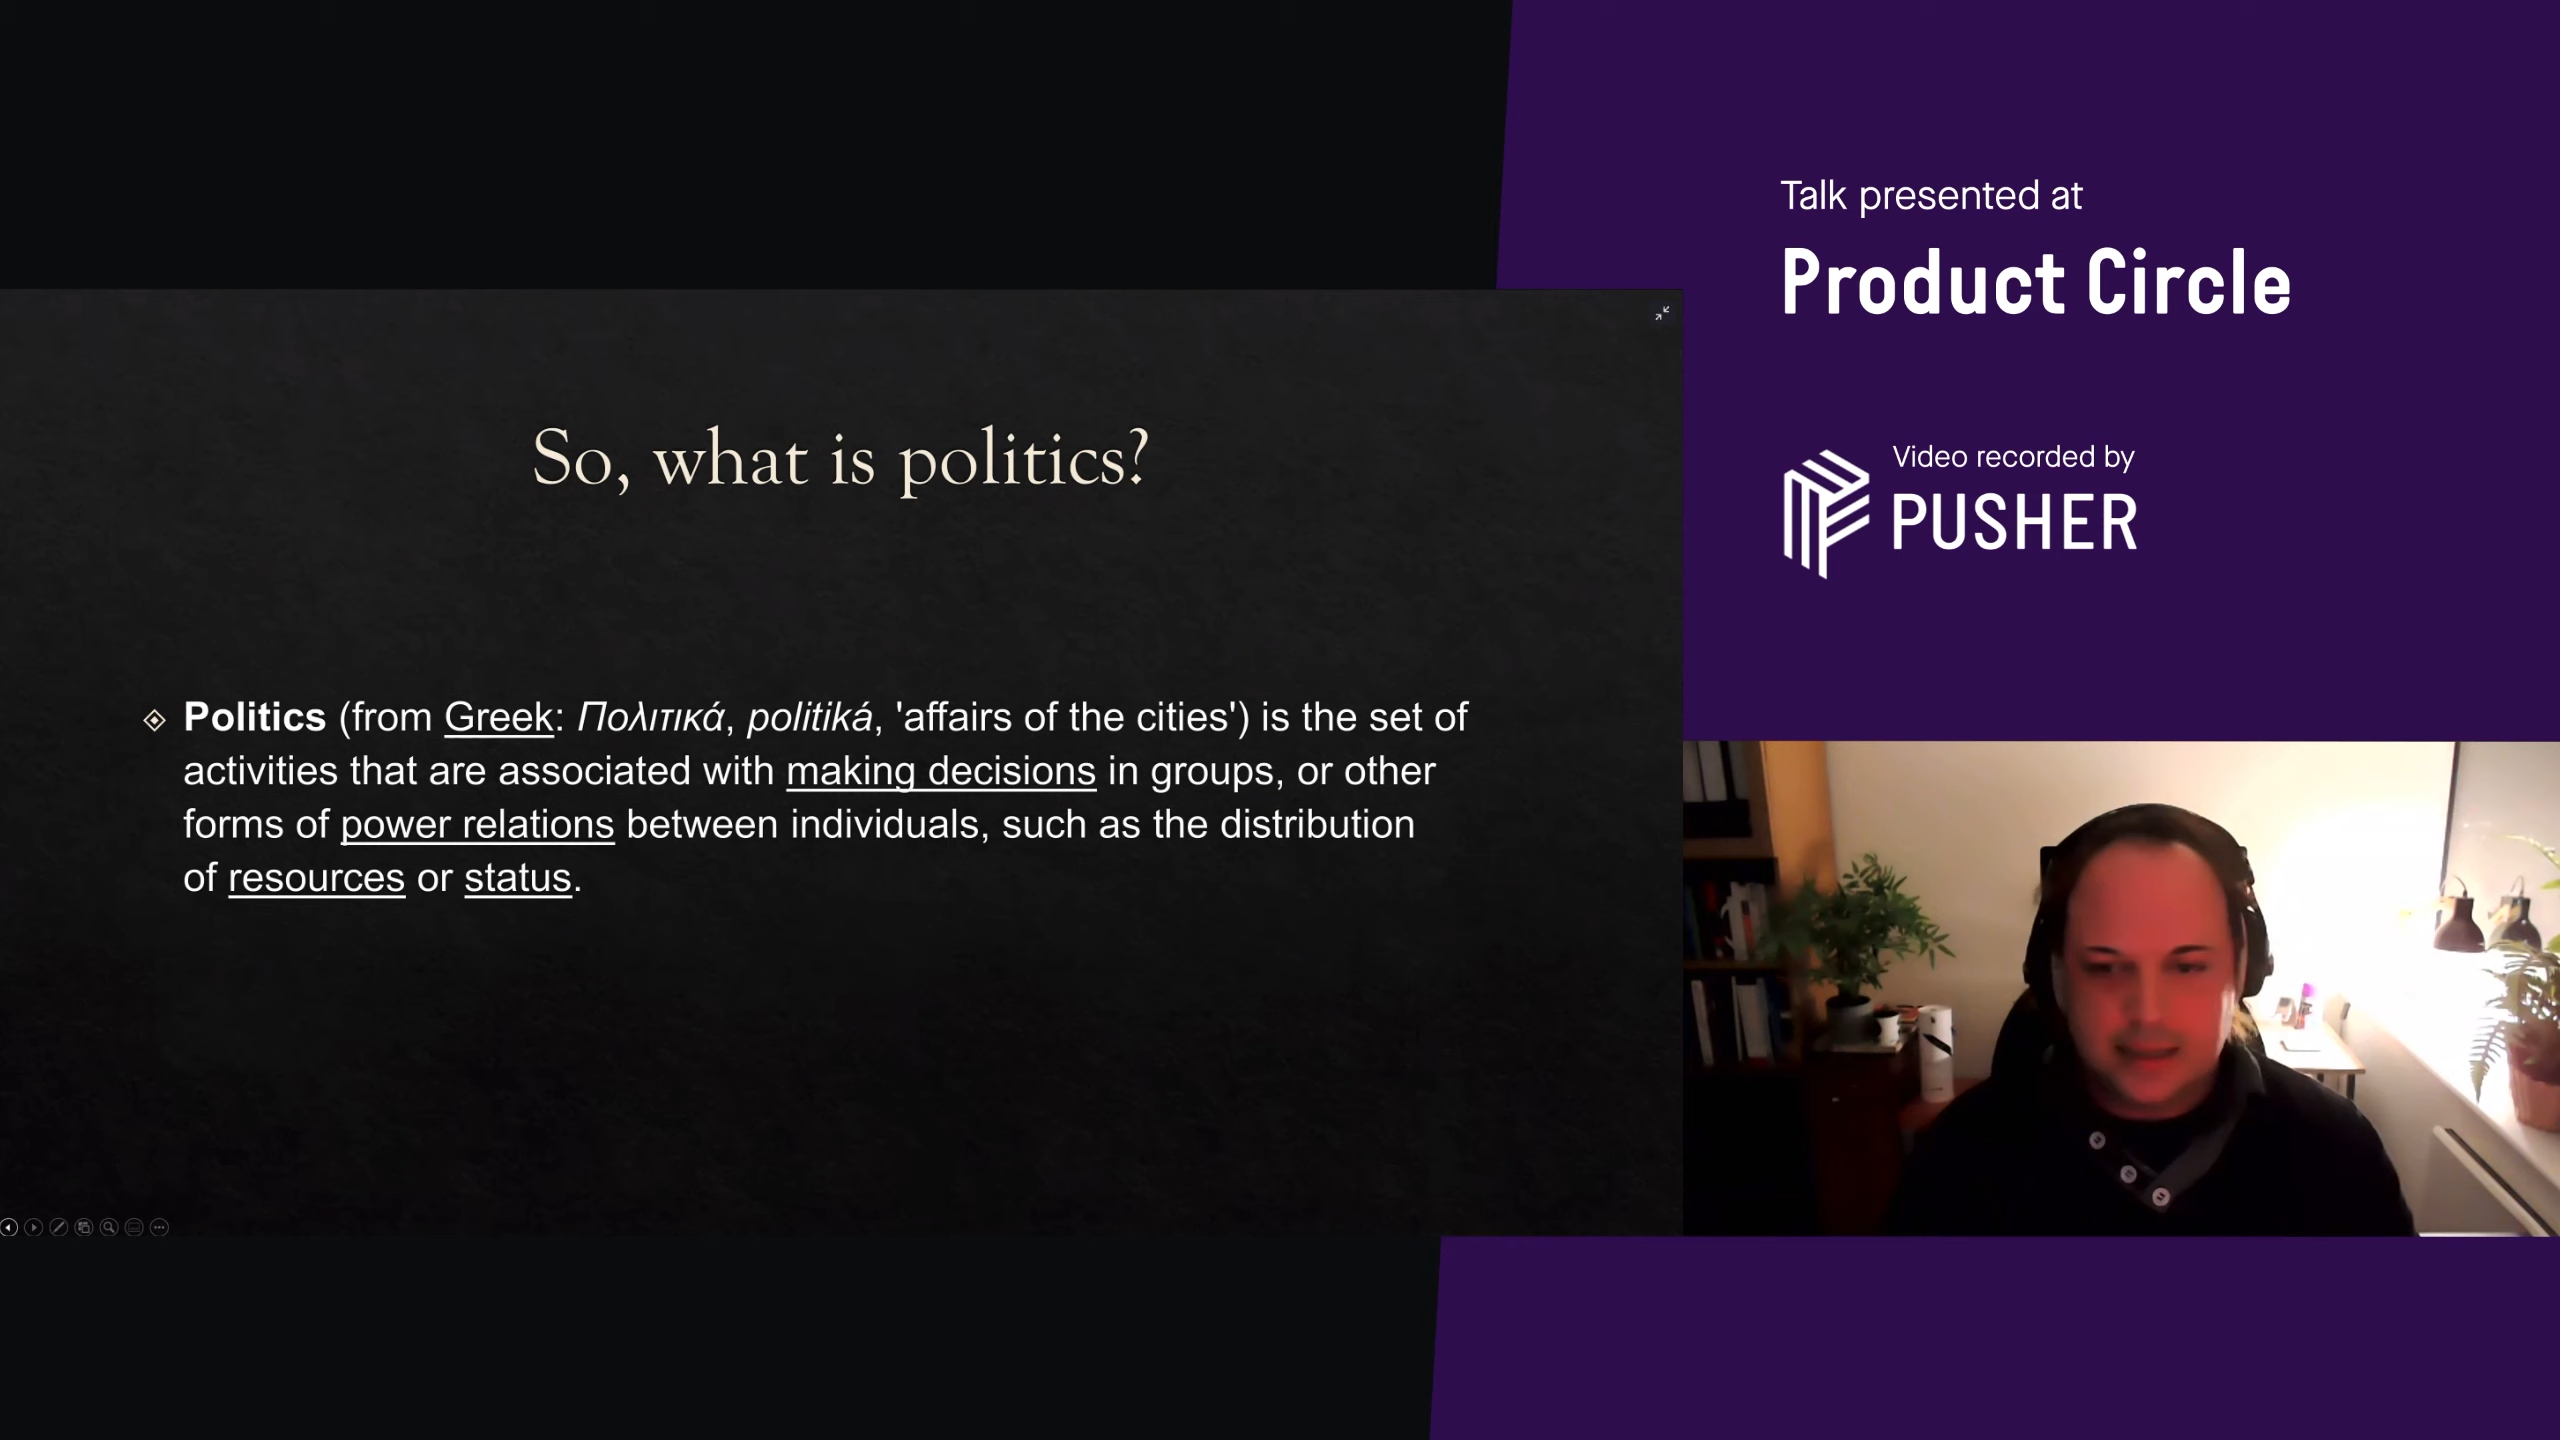 So, what is politics?
Politics (from Greek: Πολιτικά, politiká, 'affairs of the cities') is the set of
activities that are associated with making decisions in groups, or other
forms of power relations between individuals, such as the distribution
of resources or status.
Talk presented at
Product Circle
Video recorded by
PUSHER